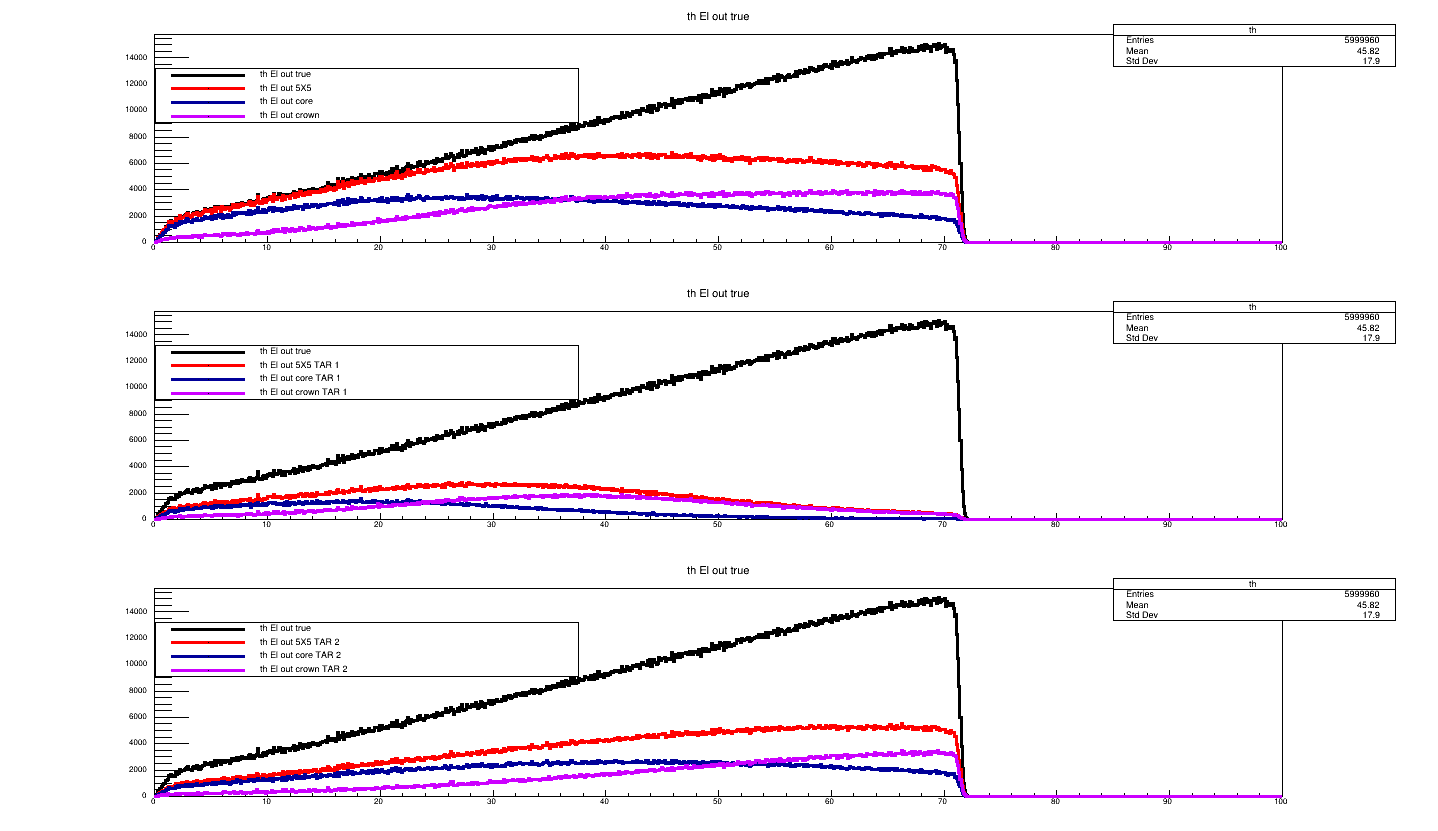 th El out true
th
Entries 5999960
Mean 45.82
Std Dev 17.9
14000
12000
10000
8000
6000
4000
2000
0
th El out true
th El out 5X5
th El out core
th El out crown
0 10 20 30 40 50 60 70 80 90 100
th El out true
th
Entries 5999960
Mean 45.82
Std Dev 17.9
14000
12000
10000
8000
6000
4000
2000
0
th El out true
th El out 5X5 TAR 1
th El out core TAR 1
th El out crown TAR 1
0 10 20 30 40 50 60 70 80 90 100
th El out true
th
Entries 5999960
Mean 45.82
Std Dev 17.9
14000
12000
10000
8000
6000
4000
2000
0
th El out true
th El out 5X5 TAR 2
th El out core TAR 2
th El out crown TAR 2
0 10 20 30 40 50 60 70 80 90 100